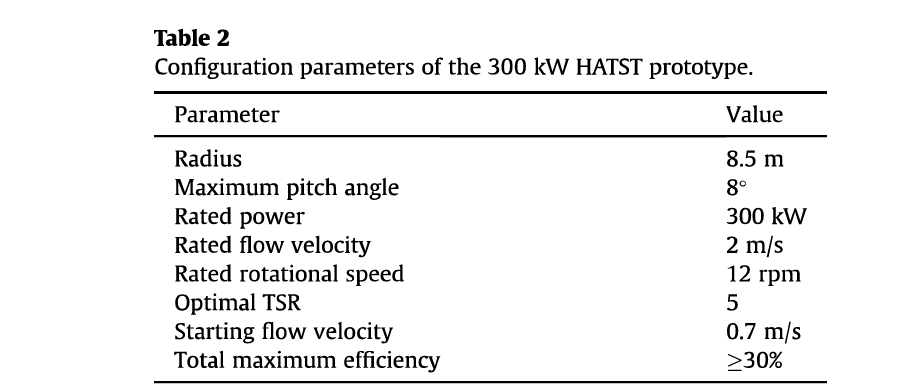 Table 2
Configuration parameters of the 300 kW HATST prototype.
Parameter Value
Radius 8.5 m
Maximum pitch angle 8°
Rated power 300 kW
Rated flow velocity 2 m/s
Rated rotational speed 12 rpm
Optimal TSR 5
Starting flow velocity 0.7 m/s
Total maximum efficiency ≥30%